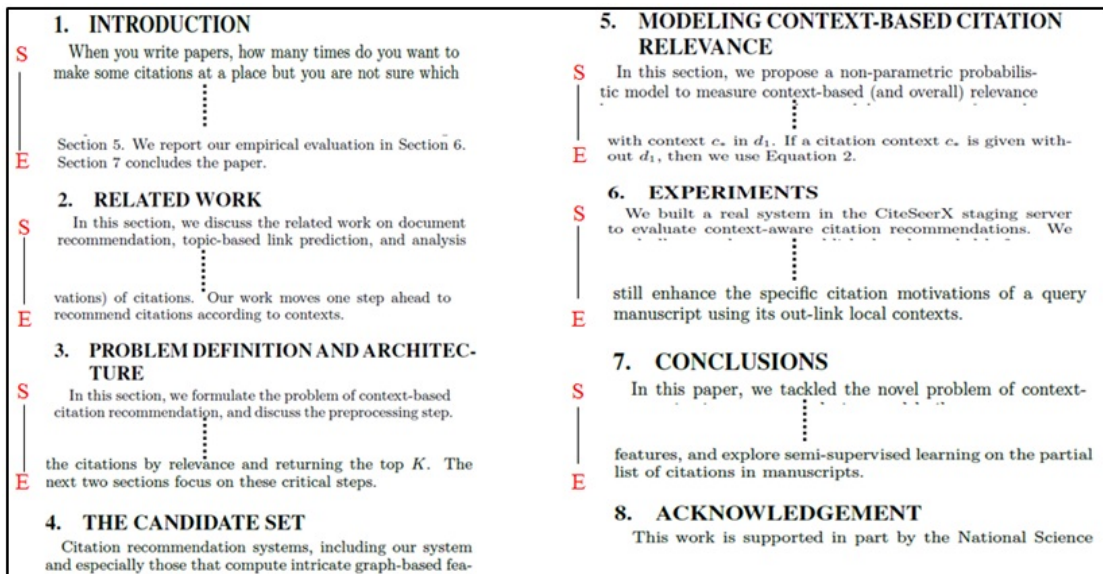 1. INTRODUCTION
S
When you write papers, how many times do you want to
make some citations at a place but you are not sure which
Section 5. We report our empirical evaluation in Section 6.
E
Section 7 concludes the paper.
2. RELATED WORK
S
In this section, we discuss the related work on document
recommendation, topic-based link prediction, and analysis
vations) of citations. Our work moves one step ahead to
E
recommend citations according to contexts.
3. PROBLEM DEFINITION AND ARCHITEC-
TURE
S
In this section, we formulate the problem of context-based
citation recommendation, and discuss the preprocessing step.
the citations by relevance and returning the top K. The
E
next two sections focus on these critical steps.
4. THE CANDIDATE SET
Citation recommendation systems, including our system
and especially those that compute intricate graph-based fea-
5. MODELING CONTEXT-BASED CITATION
RELEVANCE
S
In this section, we propose a non-parametric probabilis-
tic model to measure context-based (and overall) relevance
with context c* in d1. If a citation context c* is given with-
E
out d1, then we use Equation 2.
6. EXPERIMENTS
S
We built a real system in the CiteSeerX staging server
to evaluate context-aware citation recommendations. We
still enhance the specific citation motivations of a query
E
manuscript using its out-link local contexts.
7. CONCLUSIONS
S
In this paper, we tackled the novel problem of context-
features, and explore semi-supervised learning on the partial
list of citations in manuscripts.
E
8. ACKNOWLEDGEMENT
This work is supported in part by the National Science